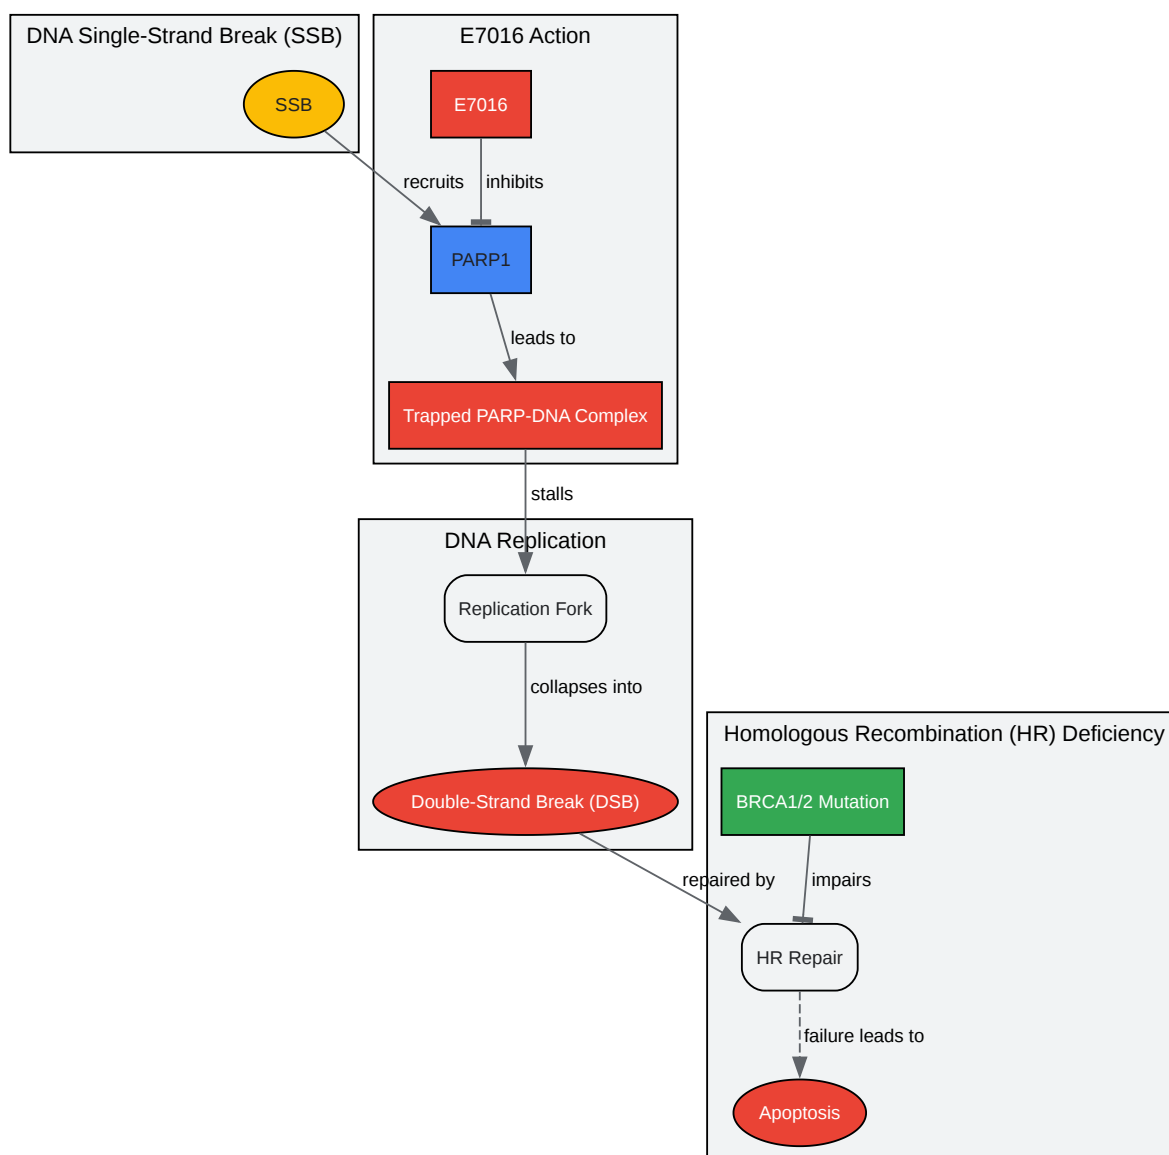 DNA Single-Strand Break (SSB)
E7016 Action
SSB
E7016
recruits
inhibits
PARP1
leads to
Trapped PARP-DNA Complex
stalls
DNA Replication
Replication Fork
collapses into
Homologous Recombination (HR) Deficiency
Double-Strand Break (DSB)
BRCA1/2 Mutation
repaired by
impairs
HR Repair
failure leads to
Apoptosis